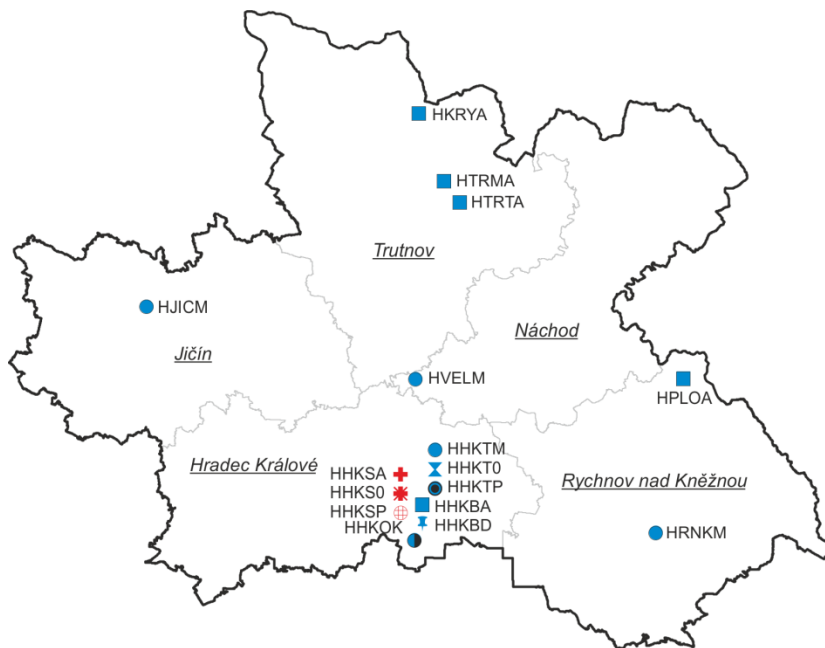 HKRYA
HTRMA
HTRTA
Trutnov
HJICM
Náchod
Jičín
HVELM
HPLOA
HHKTM
Hradec Králové
HHKSA
HHKT0
Rychnov nad Kněžnou
HHKS0
HHKTP
HHKSP
HHKBA
HHKOK
HHKBD
HRNKM